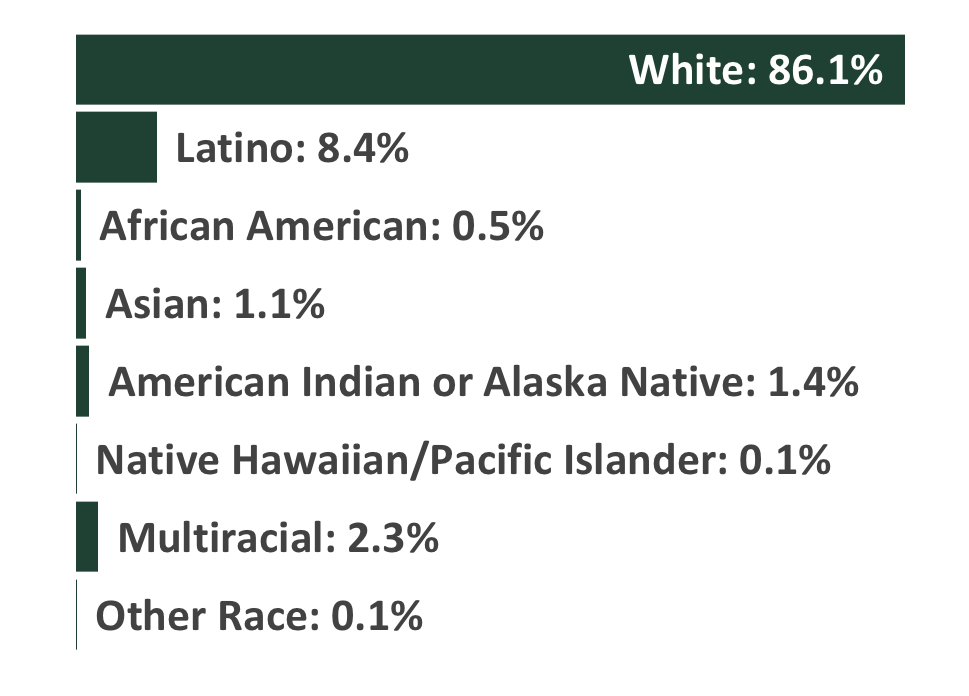 White: 86.1%
Latino: 8.4%
African American: 0.5%
Asian: 1.1%
American Indian or Alaska Native: 1.4%
Native Hawaiian/Pacific Islander: 0.1%
Multiracial: 2.3%
Other Race: 0.1%